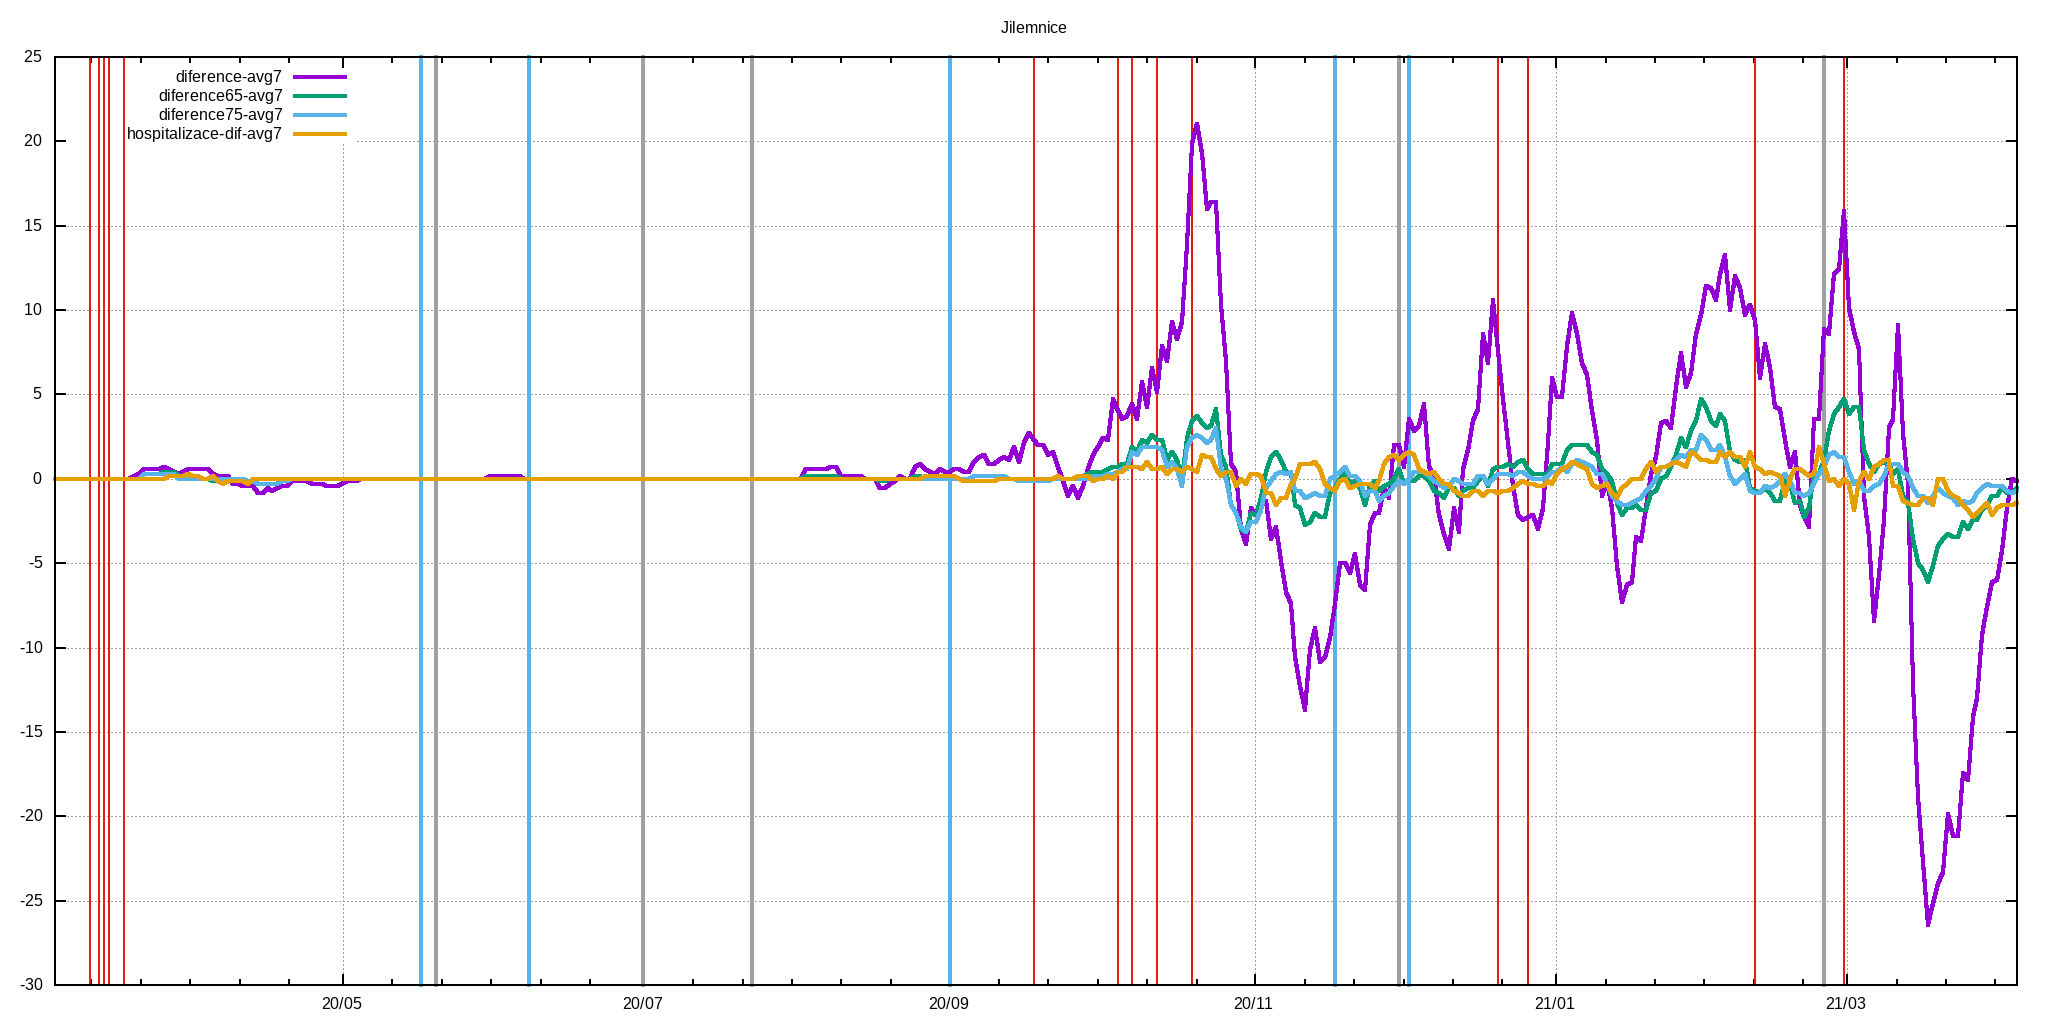 Jilemnice
25
diference-avg7
diference65-avg7
diference75-avg7
hospitalizace-dif-avg7
20
15
10
5
0
-5
-10
-15
-20
-25
-30
20/05 20/07 20/09 20/11 21/01 21/03